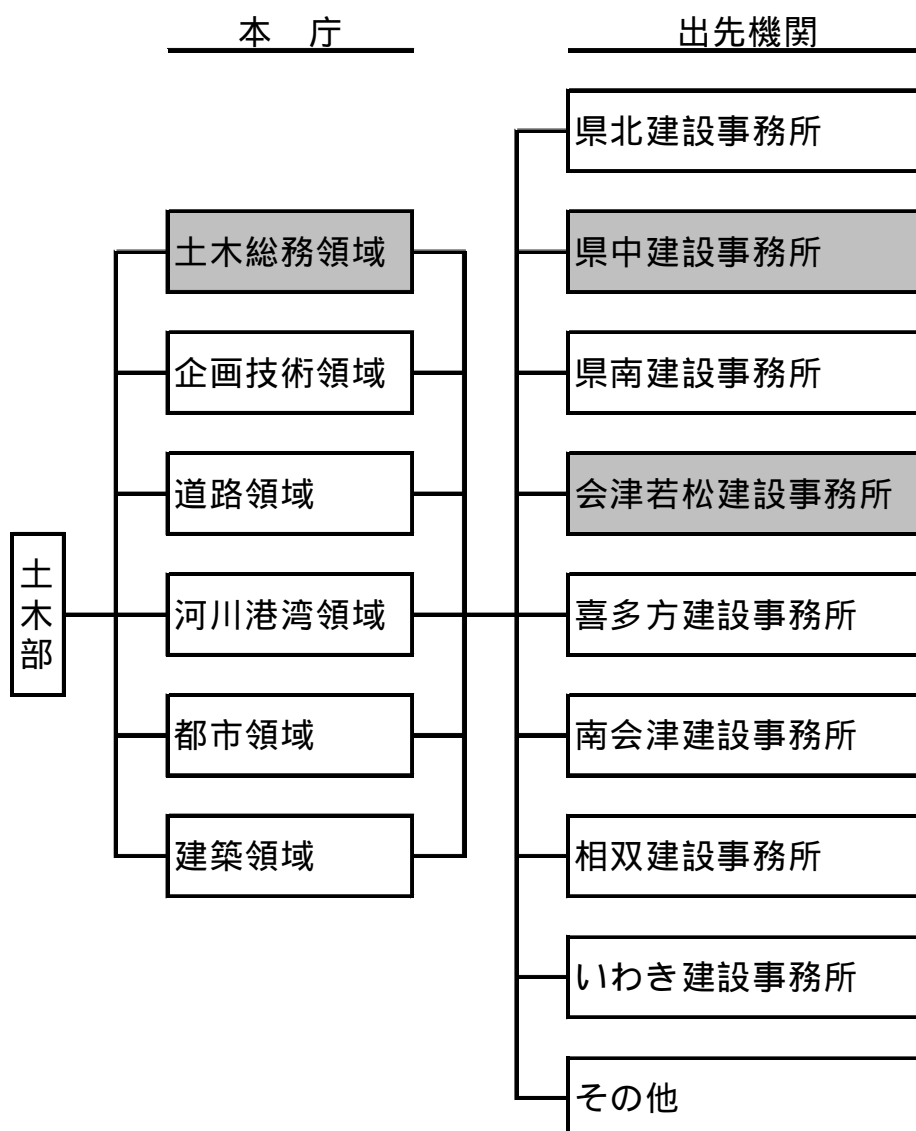 本　庁
出先機関
土木部
土木総務領域
企画技術領域
道路領域
河川港湾領域
都市領域
建築領域
県北建設事務所
県中建設事務所
県南建設事務所
会津若松建設事務所
喜多方建設事務所
南会津建設事務所
相双建設事務所
いわき建設事務所
その他